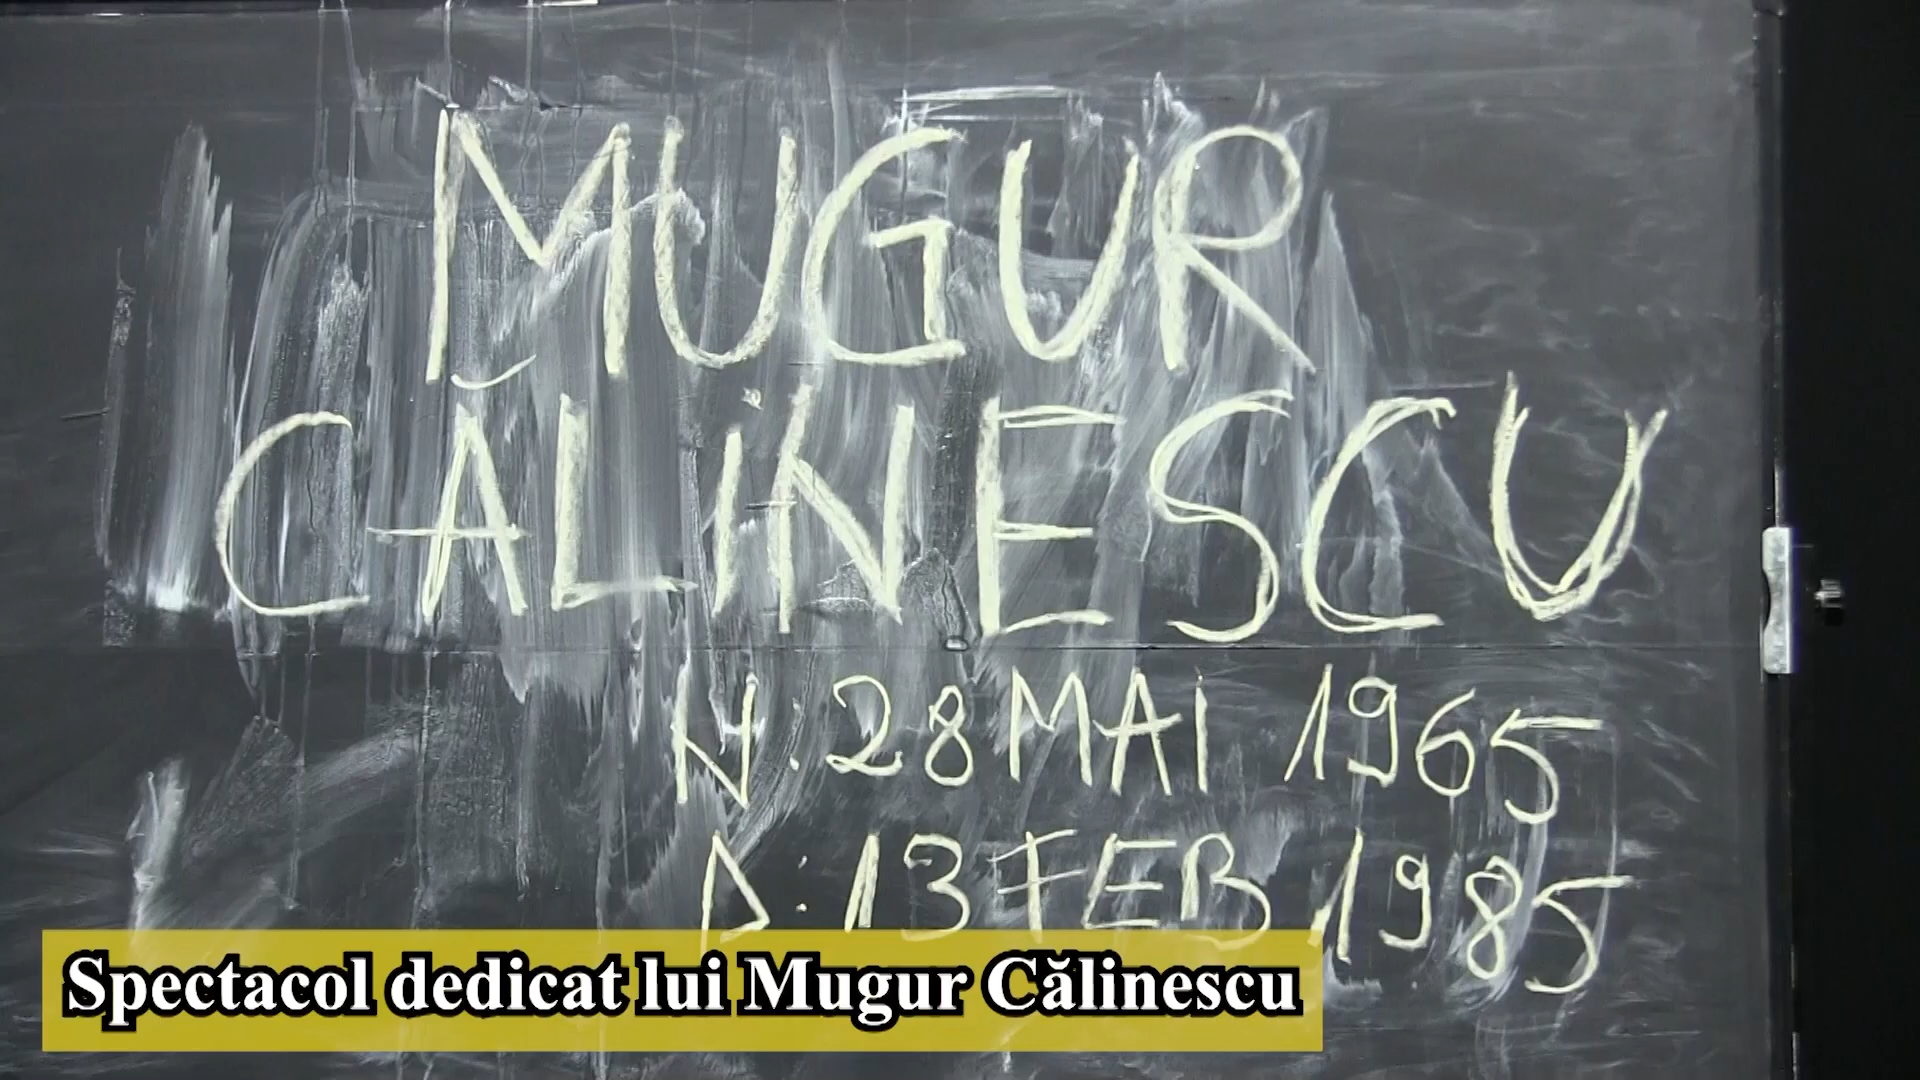 MUGUR
CĂLINESCU
N: 28 MAI 1965
D: 13 FEB 1985
Spectacol dedicat lui Mugur Călinescu